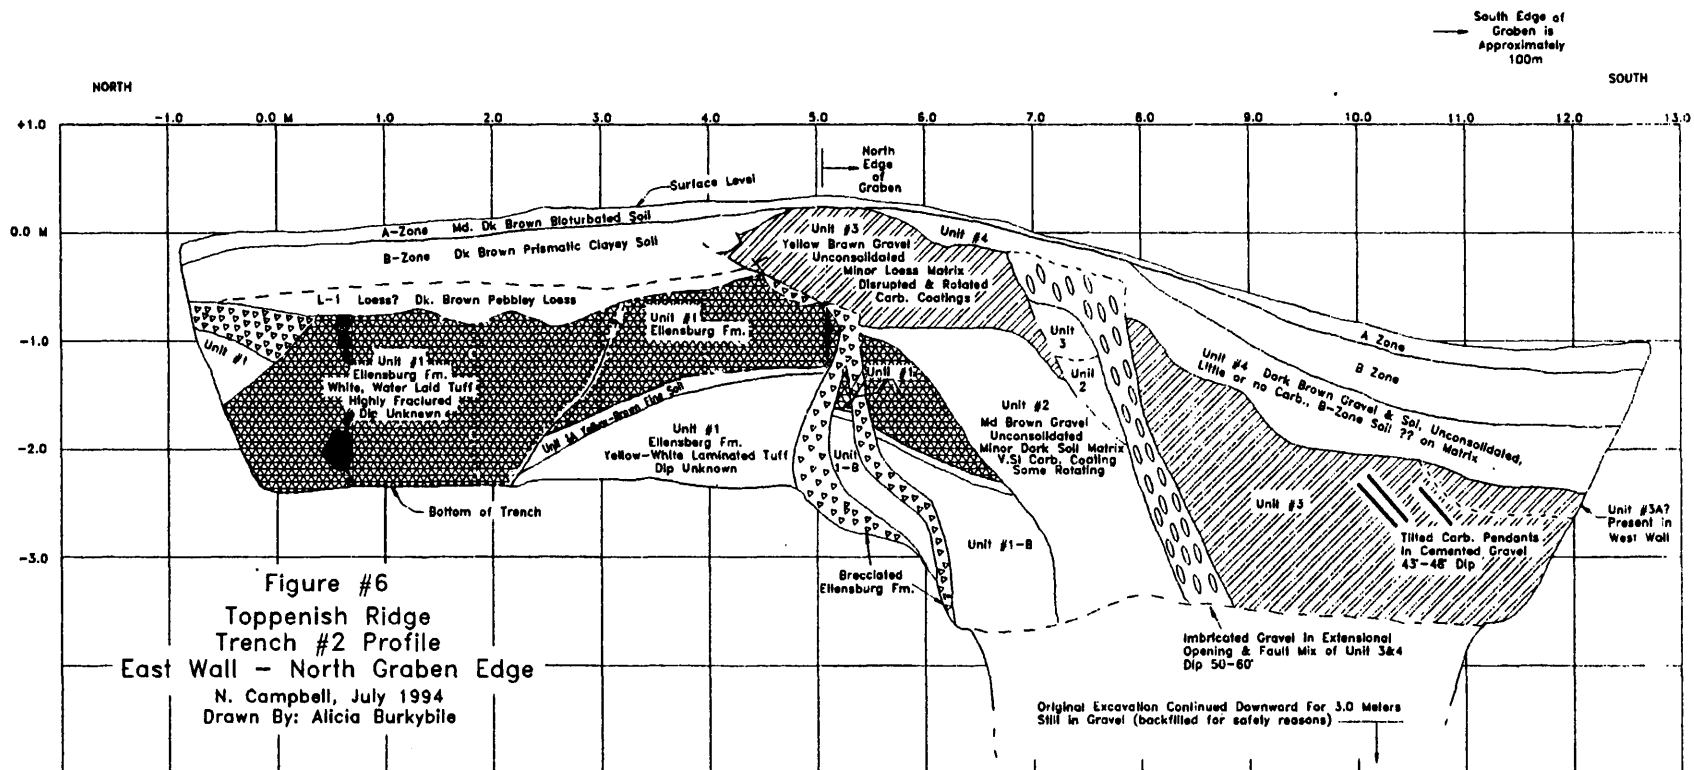 South Edge of
Graben is
Approximately
100m
NORTH
SOUTH
-1.0 0.0 M 1.0 2.0 3.0 4.0 5.0 6.0 7.0 8.0 9.0 10.0 11.0 12.0 13.0
+1.0
North
Edge
of
Graben
Surface Level
A-Zone Md. Dk Brown Bioturbated Soil
0.0 M
B-Zone Dk Brown Prismatic Clayey Soil
Unit #3
Yellow Brown Gravel
Unconsolidated
Minor Loess Matrix
Disrupted & Rotated
Carb. Coatings
Unit #4
L-1 Loess? Dk. Brown Pebbley Loess
Unit #1
Ellensburg Fm.
-1.0
Unit #1
Unit #1
Ellensburg Fm.
White, Water Laid Tuff
Highly Fractured
Dip Unknown
Unit
3
Unit
2
Unit #1
A Zone
B Zone
Unit #4 Dark Brown Gravel & Soil, Unconsolidated,
Little or no Carb., B-Zone Soil ?? on Matrix
Unit 1A Yellow-Brown Fine Soil
Unit #1
Ellensberg Fm.
Yellow-White Laminated Tuff
Dip Unknown
Unit
1-B
Unit #2
Md Brown Gravel
Unconsolidated
Minor Dark Soil Matrix
V.Sl Carb. Coating
Some Rotating
-2.0
Bottom of Trench
Unit #3
Unit #3A?
Present in
West Wall
Tilted Carb. Pendants
in Cemented Gravel
43°-48° Dip
Unit #1-B
-3.0
Brecciated
Ellensburg Fm.
Figure #6
Toppenish Ridge
Trench #2 Profile
East Wall - North Graben Edge
N. Campbell, July 1994
Drawn By: Alicia Burkybile
Imbricated Gravel in Extensional
Opening & Fault Mix of Unit 3&4
Dip 50-60°
Original Excavation Continued Downward For 3.0 Meters
Still in Gravel (backfilled for safety reasons)